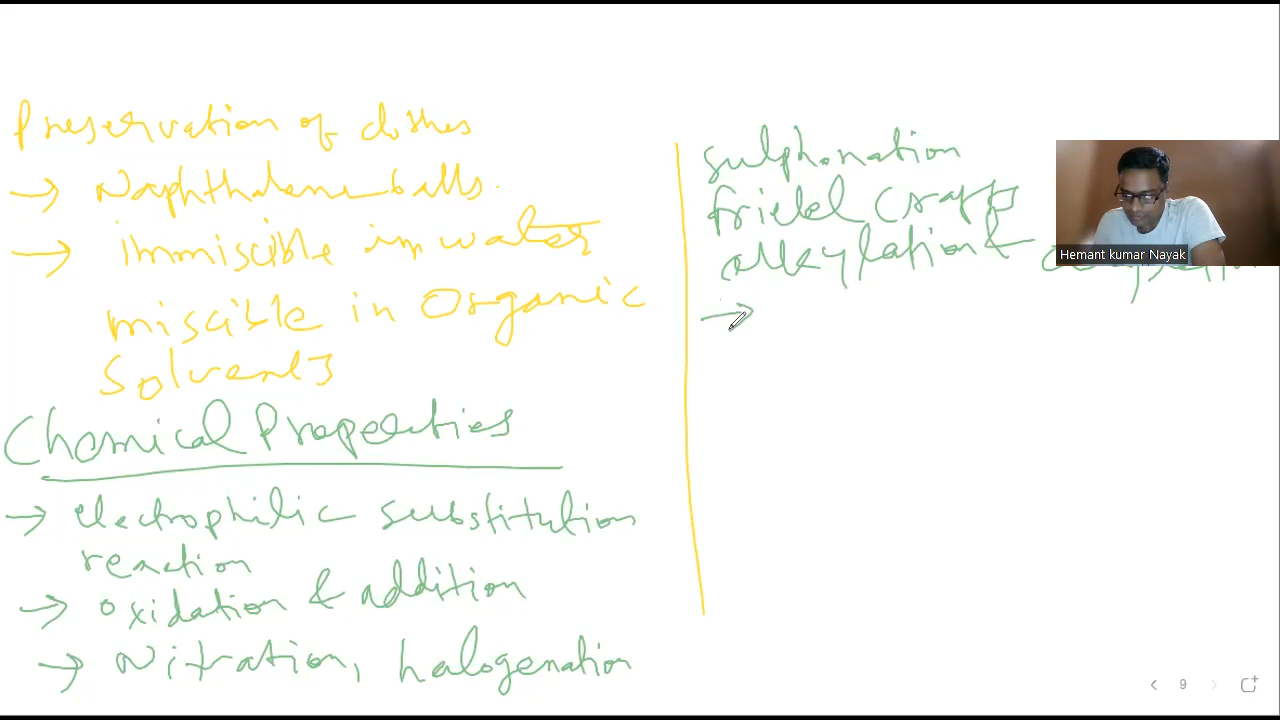 Preservation of clothes
→ Naphthalene balls.
→ immiscible in water
miscible in Organic
Solvents
Chemical Properties
→ electrophilic substitution
reaction
→ oxidation & addition
→ Nitration, halogenation
sulphonation
friedel Crafts
alkylation &
→
Hemant kumar Nayak
9